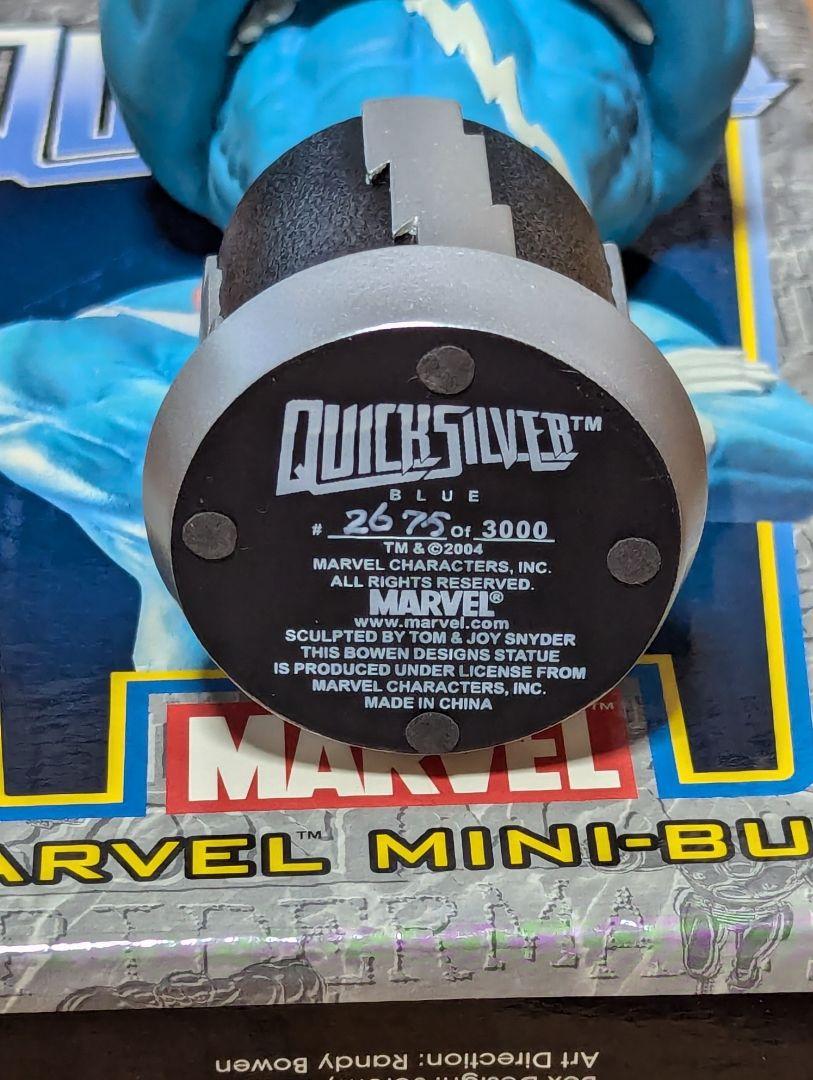 QUICKSILVER™
BLUE
# 2675 of 3000
TM & ©2004
MARVEL CHARACTERS, INC.
ALL RIGHTS RESERVED.
MARVEL®
www.marvel.com
SCULPTED BY TOM & JOY SNYDER
THIS BOWEN DESIGNS STATUE
IS PRODUCED UNDER LICENSE FROM
MARVEL CHARACTERS, INC.
MADE IN CHINA
MARVEL™
ARVEL™ MINI-BU
Art Direction: Randy Bowen